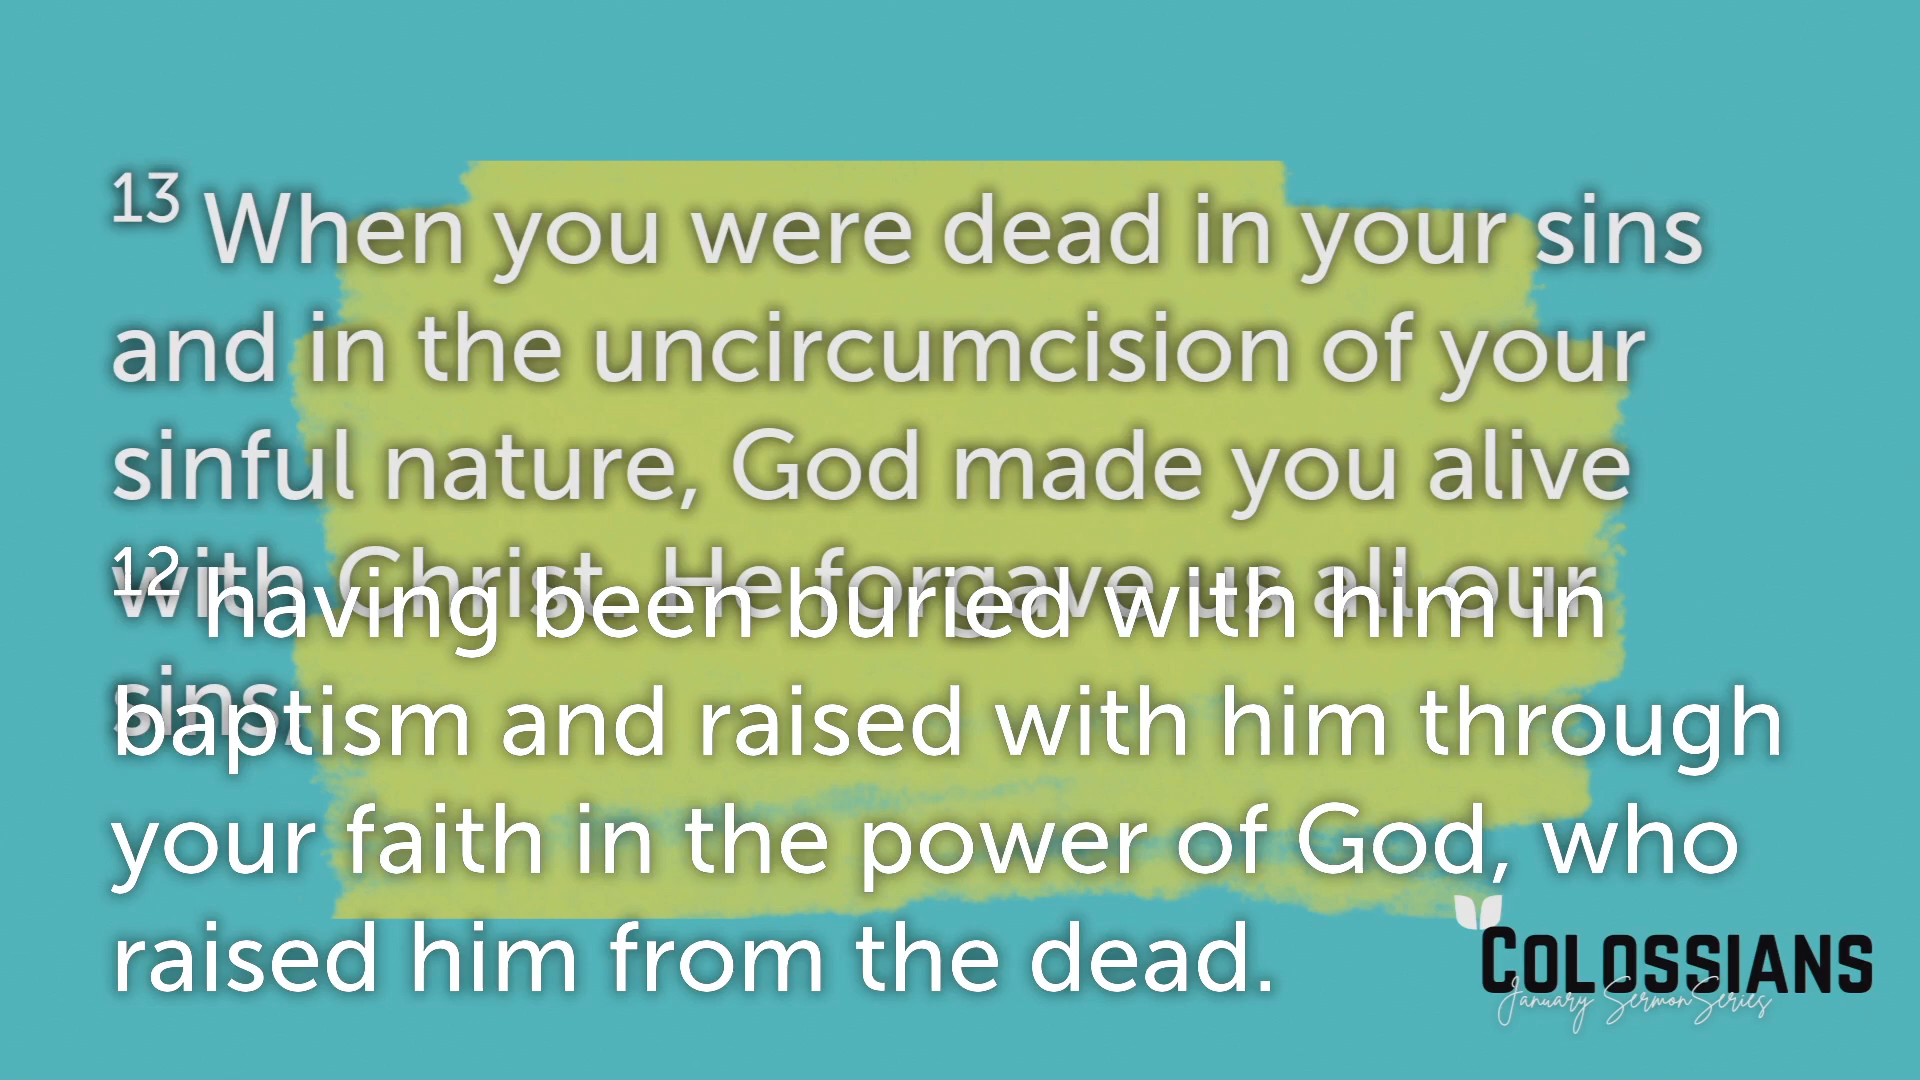 13 When you were dead in your sins
and in the uncircumcision of your
sinful nature, God made you alive
with Christ. He forgave us all our
sins,
12 having been buried with him in
baptism and raised with him through
your faith in the power of God, who
raised him from the dead.
COLOSSIANS
January Sermon Series